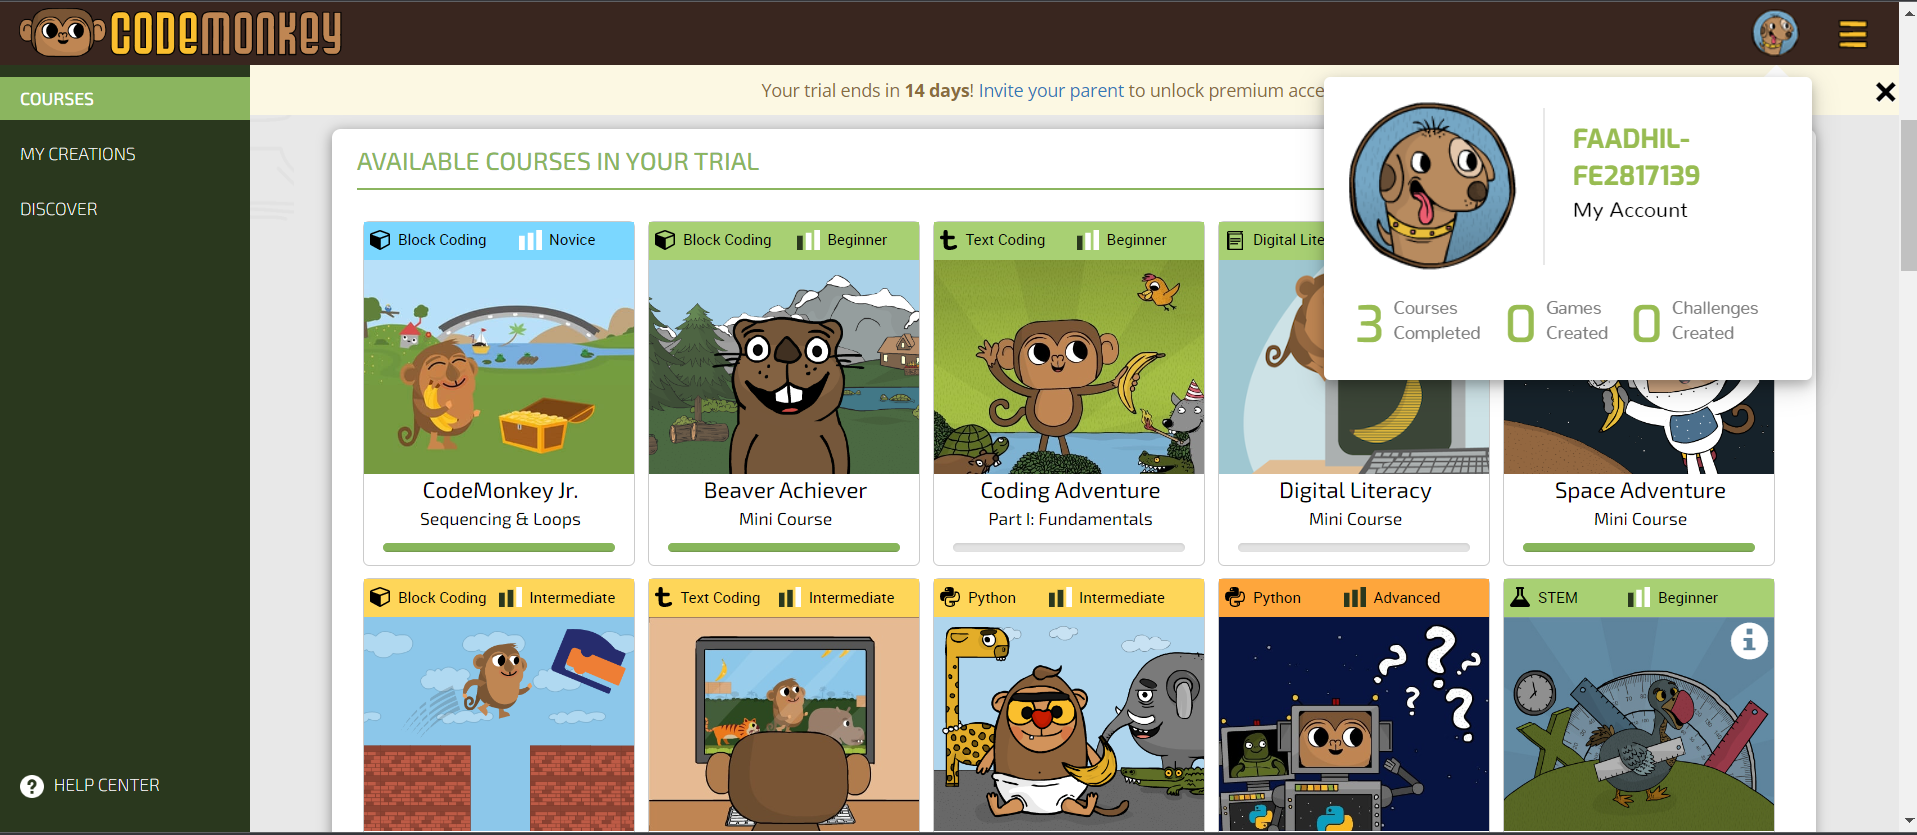 CODEMONKEY
COURSES
MY CREATIONS
DISCOVER
HELP CENTER
Your trial ends in 14 days! Invite your parent to unlock premium acce
FAADHIL-
FE2817139
My Account
3 Courses Completed
0 Games Created
0 Challenges Created
AVAILABLE COURSES IN YOUR TRIAL
Block Coding Novice
CodeMonkey Jr.
Sequencing & Loops
Block Coding Beginner
Beaver Achiever
Mini Course
Text Coding Beginner
Coding Adventure
Part I: Fundamentals
Digital Lite
Digital Literacy
Mini Course
Space Adventure
Mini Course
Block Coding Intermediate
Text Coding Intermediate
Python Intermediate
Python Advanced
? ? ? ? ?
STEM Beginner